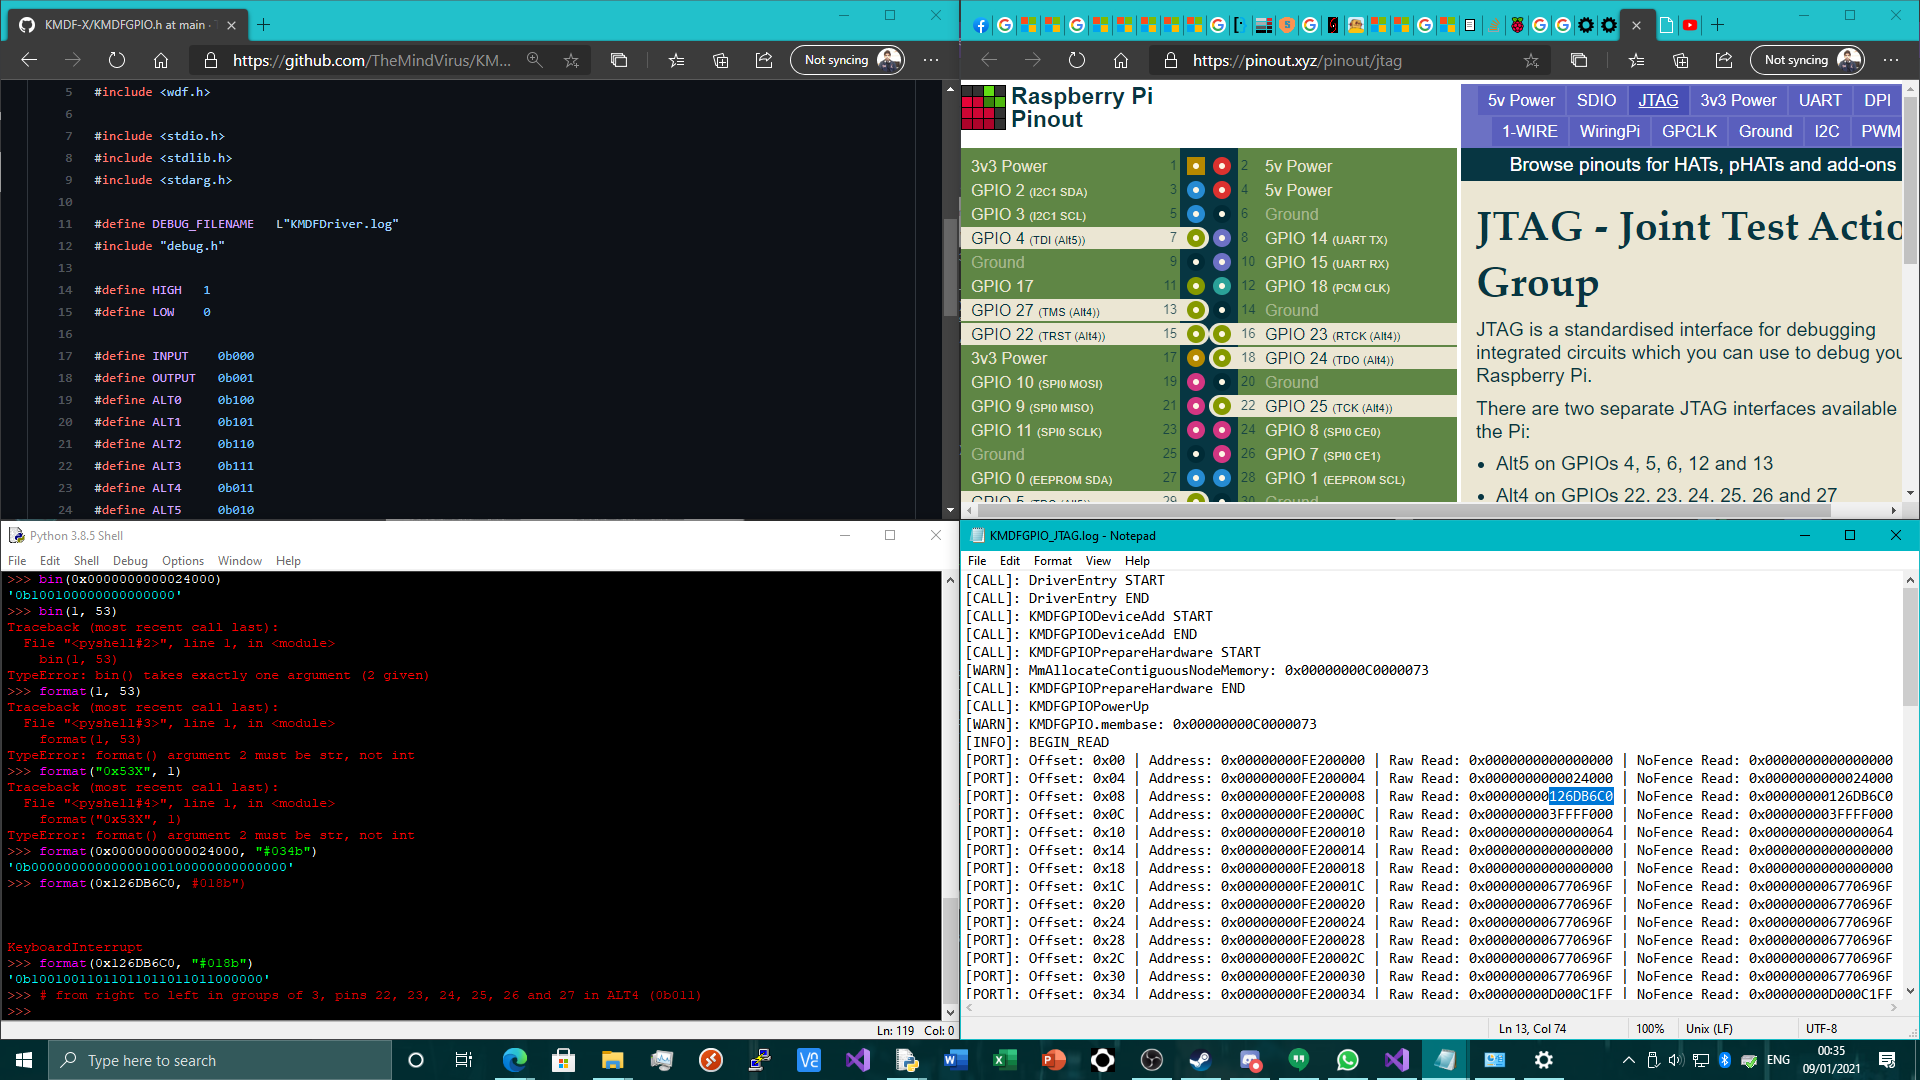 KMDF-X/KMDFGPIO.h at main · T
https://github.com/TheMindVirus/KM...
Not syncing
5 #include <wdf.h>
6
7 #include <stdio.h>
8 #include <stdlib.h>
9 #include <stdarg.h>
10
11 #define DEBUG_FILENAME L"KMDFDriver.log"
12 #include "debug.h"
13
14 #define HIGH 1
15 #define LOW 0
16
17 #define INPUT 0b000
18 #define OUTPUT 0b001
19 #define ALT0 0b100
20 #define ALT1 0b101
21 #define ALT2 0b110
22 #define ALT3 0b111
23 #define ALT4 0b011
24 #define ALT5 0b010
https://pinout.xyz/pinout/jtag
Not syncing
Raspberry Pi
Pinout
5v Power SDIO JTAG 3v3 Power UART DPI
1-WIRE WiringPi GPCLK Ground I2C PWM
Browse pinouts for HATs, pHATs and add-ons
3v3 Power 1 2 5v Power
GPIO 2 (I2C1 SDA) 3 4 5v Power
GPIO 3 (I2C1 SCL) 5 6 Ground
GPIO 4 (TDI (Alt5)) 7 8 GPIO 14 (UART TX)
Ground 9 10 GPIO 15 (UART RX)
GPIO 17 11 12 GPIO 18 (PCM CLK)
GPIO 27 (TMS (Alt4)) 13 14 Ground
GPIO 22 (TRST (Alt4)) 15 16 GPIO 23 (RTCK (Alt4))
3v3 Power 17 18 GPIO 24 (TDO (Alt4))
GPIO 10 (SPI0 MOSI) 19 20 Ground
GPIO 9 (SPI0 MISO) 21 22 GPIO 25 (TCK (Alt4))
GPIO 11 (SPI0 SCLK) 23 24 GPIO 8 (SPI0 CE0)
Ground 25 26 GPIO 7 (SPI0 CE1)
GPIO 0 (EEPROM SDA) 27 28 GPIO 1 (EEPROM SCL)
GPIO 5 (TDO (Alt5)) 29 30 Ground
JTAG - Joint Test Actio
Group
JTAG is a standardised interface for debugging
integrated circuits which you can use to debug you
Raspberry Pi.
There are two separate JTAG interfaces available
the Pi:
• Alt5 on GPIOs 4, 5, 6, 12 and 13
• Alt4 on GPIOs 22, 23, 24, 25, 26 and 27
Python 3.8.5 Shell
File Edit Shell Debug Options Window Help
>>> bin(0x0000000000024000)
'0b100100000000000000'
>>> bin(1, 53)
Traceback (most recent call last):
File "<pyshell#2>", line 1, in <module>
bin(1, 53)
TypeError: bin() takes exactly one argument (2 given)
>>> format(1, 53)
Traceback (most recent call last):
File "<pyshell#3>", line 1, in <module>
format(1, 53)
TypeError: format() argument 2 must be str, not int
>>> format("0x53X", 1)
Traceback (most recent call last):
File "<pyshell#4>", line 1, in <module>
format("0x53X", 1)
TypeError: format() argument 2 must be str, not int
>>> format(0x0000000000024000, "#034b")
'0b00000000000000100100000000000000'
>>> format(0x126DB6C0, #018b")
KeyboardInterrupt
>>> format(0x126DB6C0, "#018b")
'0b10010011011011011011011000000'
>>> # from right to left in groups of 3, pins 22, 23, 24, 25, 26 and 27 in ALT4 (0b011)
>>>
Ln: 119 Col: 0
KMDFGPIO_JTAG.log - Notepad
File Edit Format View Help
[CALL]: DriverEntry START
[CALL]: DriverEntry END
[CALL]: KMDFGPIODeviceAdd START
[CALL]: KMDFGPIODeviceAdd END
[CALL]: KMDFGPIOPrepareHardware START
[WARN]: MmAllocateContiguousNodeMemory: 0x00000000C0000073
[CALL]: KMDFGPIOPrepareHardware END
[CALL]: KMDFGPIOPowerUp
[WARN]: KMDFGPIO.membase: 0x00000000C0000073
[INFO]: BEGIN_READ
[PORT]: Offset: 0x00 | Address: 0x00000000FE200000 | Raw Read: 0x0000000000000000 | NoFence Read: 0x0000000000000000
[PORT]: Offset: 0x04 | Address: 0x00000000FE200004 | Raw Read: 0x0000000000024000 | NoFence Read: 0x0000000000024000
[PORT]: Offset: 0x08 | Address: 0x00000000FE200008 | Raw Read: 0x00000000126DB6C0 | NoFence Read: 0x00000000126DB6C0
[PORT]: Offset: 0x0C | Address: 0x00000000FE20000C | Raw Read: 0x000000003FFFF000 | NoFence Read: 0x000000003FFFF000
[PORT]: Offset: 0x10 | Address: 0x00000000FE200010 | Raw Read: 0x0000000000000064 | NoFence Read: 0x0000000000000064
[PORT]: Offset: 0x14 | Address: 0x00000000FE200014 | Raw Read: 0x0000000000000000 | NoFence Read: 0x0000000000000000
[PORT]: Offset: 0x18 | Address: 0x00000000FE200018 | Raw Read: 0x0000000000000000 | NoFence Read: 0x0000000000000000
[PORT]: Offset: 0x1C | Address: 0x00000000FE20001C | Raw Read: 0x000000006770696F | NoFence Read: 0x000000006770696F
[PORT]: Offset: 0x20 | Address: 0x00000000FE200020 | Raw Read: 0x000000006770696F | NoFence Read: 0x000000006770696F
[PORT]: Offset: 0x24 | Address: 0x00000000FE200024 | Raw Read: 0x000000006770696F | NoFence Read: 0x000000006770696F
[PORT]: Offset: 0x28 | Address: 0x00000000FE200028 | Raw Read: 0x000000006770696F | NoFence Read: 0x000000006770696F
[PORT]: Offset: 0x2C | Address: 0x00000000FE20002C | Raw Read: 0x000000006770696F | NoFence Read: 0x000000006770696F
[PORT]: Offset: 0x30 | Address: 0x00000000FE200030 | Raw Read: 0x000000006770696F | NoFence Read: 0x000000006770696F
[PORT]: Offset: 0x34 | Address: 0x00000000FE200034 | Raw Read: 0x00000000D000C1FF | NoFence Read: 0x00000000D000C1FF
Ln 13, Col 74 100% Unix (LF) UTF-8
Type here to search
ENG
00:35
09/01/2021